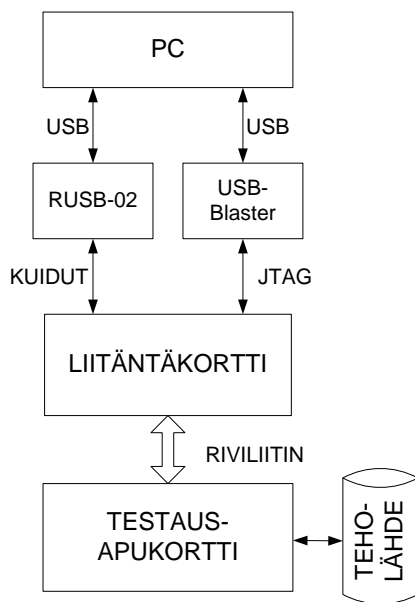 PC
USB
USB
RUSB-02
USB-
Blaster
KUIDUT
JTAG
LIITÄNTÄKORTTI
RIVILIITIN
TESTAUS-
APUKORTTI
TEHO-
LÄHDE